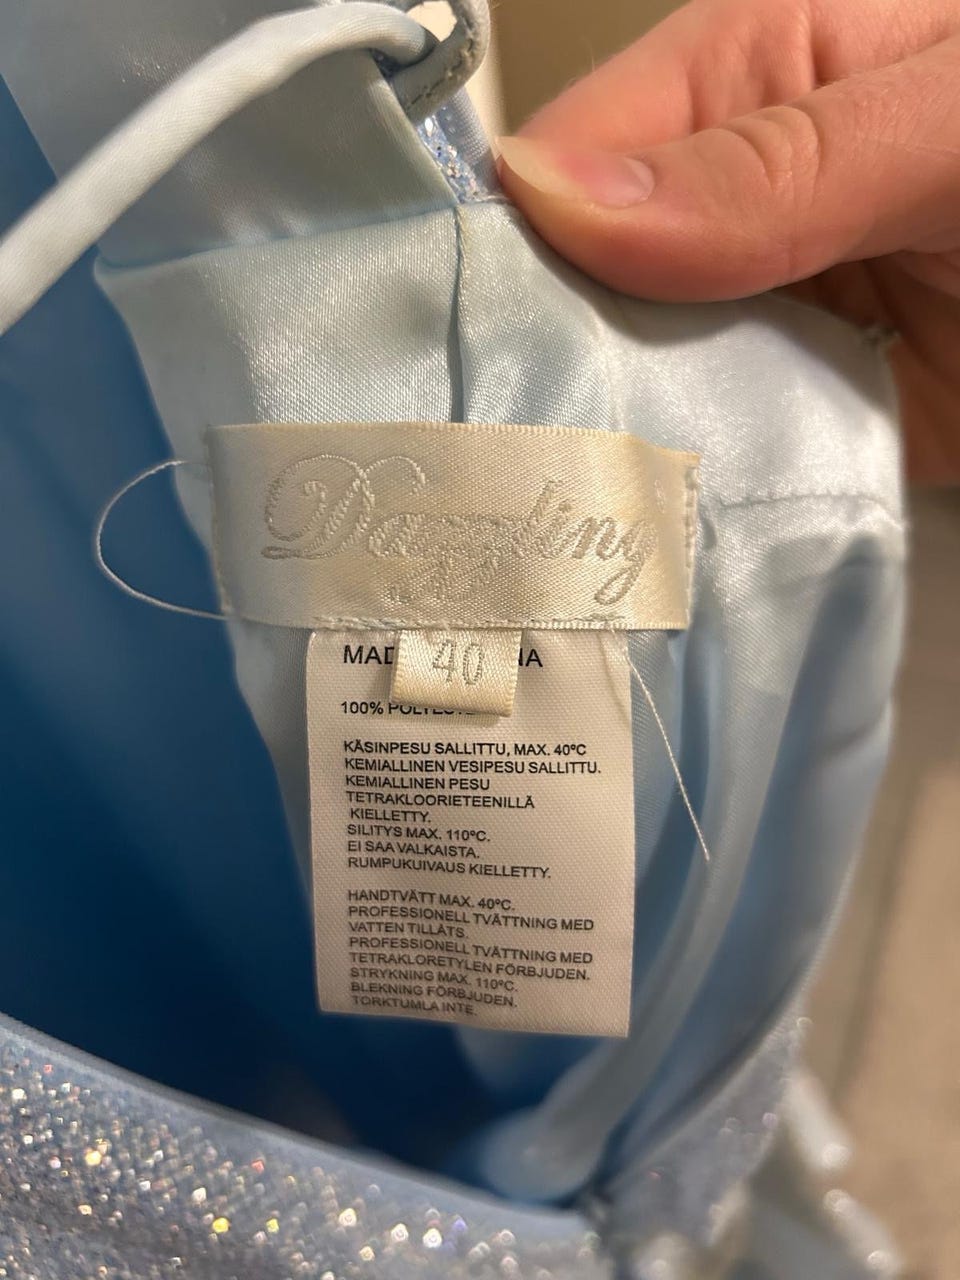 Dazzling
40
MAD
NA
100% POLYESTE
KÄSINPESU SALLITTU, MAX. 40°C
KEMIALLINEN VESIPESU SALLITTU.
KEMIALLINEN PESU
TETRAKLOORIETEENILLÄ
KIELLETTY.
SILITYS MAX. 110°C.
EI SAA VALKAISTA.
RUMPUKUIVAUS KIELLETTY.
HANDTVÄTT MAX. 40°C.
PROFESSIONELL TVÄTTNING MED
VATTEN TILLÅTS.
PROFESSIONELL TVÄTTNING MED
TETRAKLORETYLEN FÖRBJUDEN.
STRYKNING MAX. 110°C.
BLEKNING FÖRBJUDEN.
TORKTUMLA INTE.